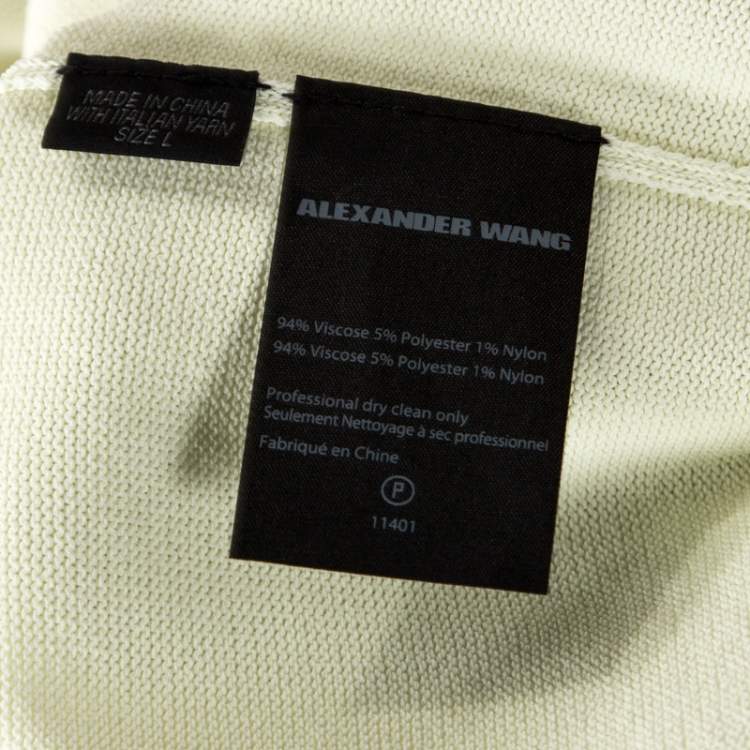 MADE IN CHINA
WITH ITALIAN YARN
SIZE L
ALEXANDER WANG
94% Viscose 5% Polyester 1% Nylon
94% Viscose 5% Polyester 1% Nylon
Professional dry clean only
Seulement Nettoyage à sec professionnel
Fabriqué en Chine
P
11401